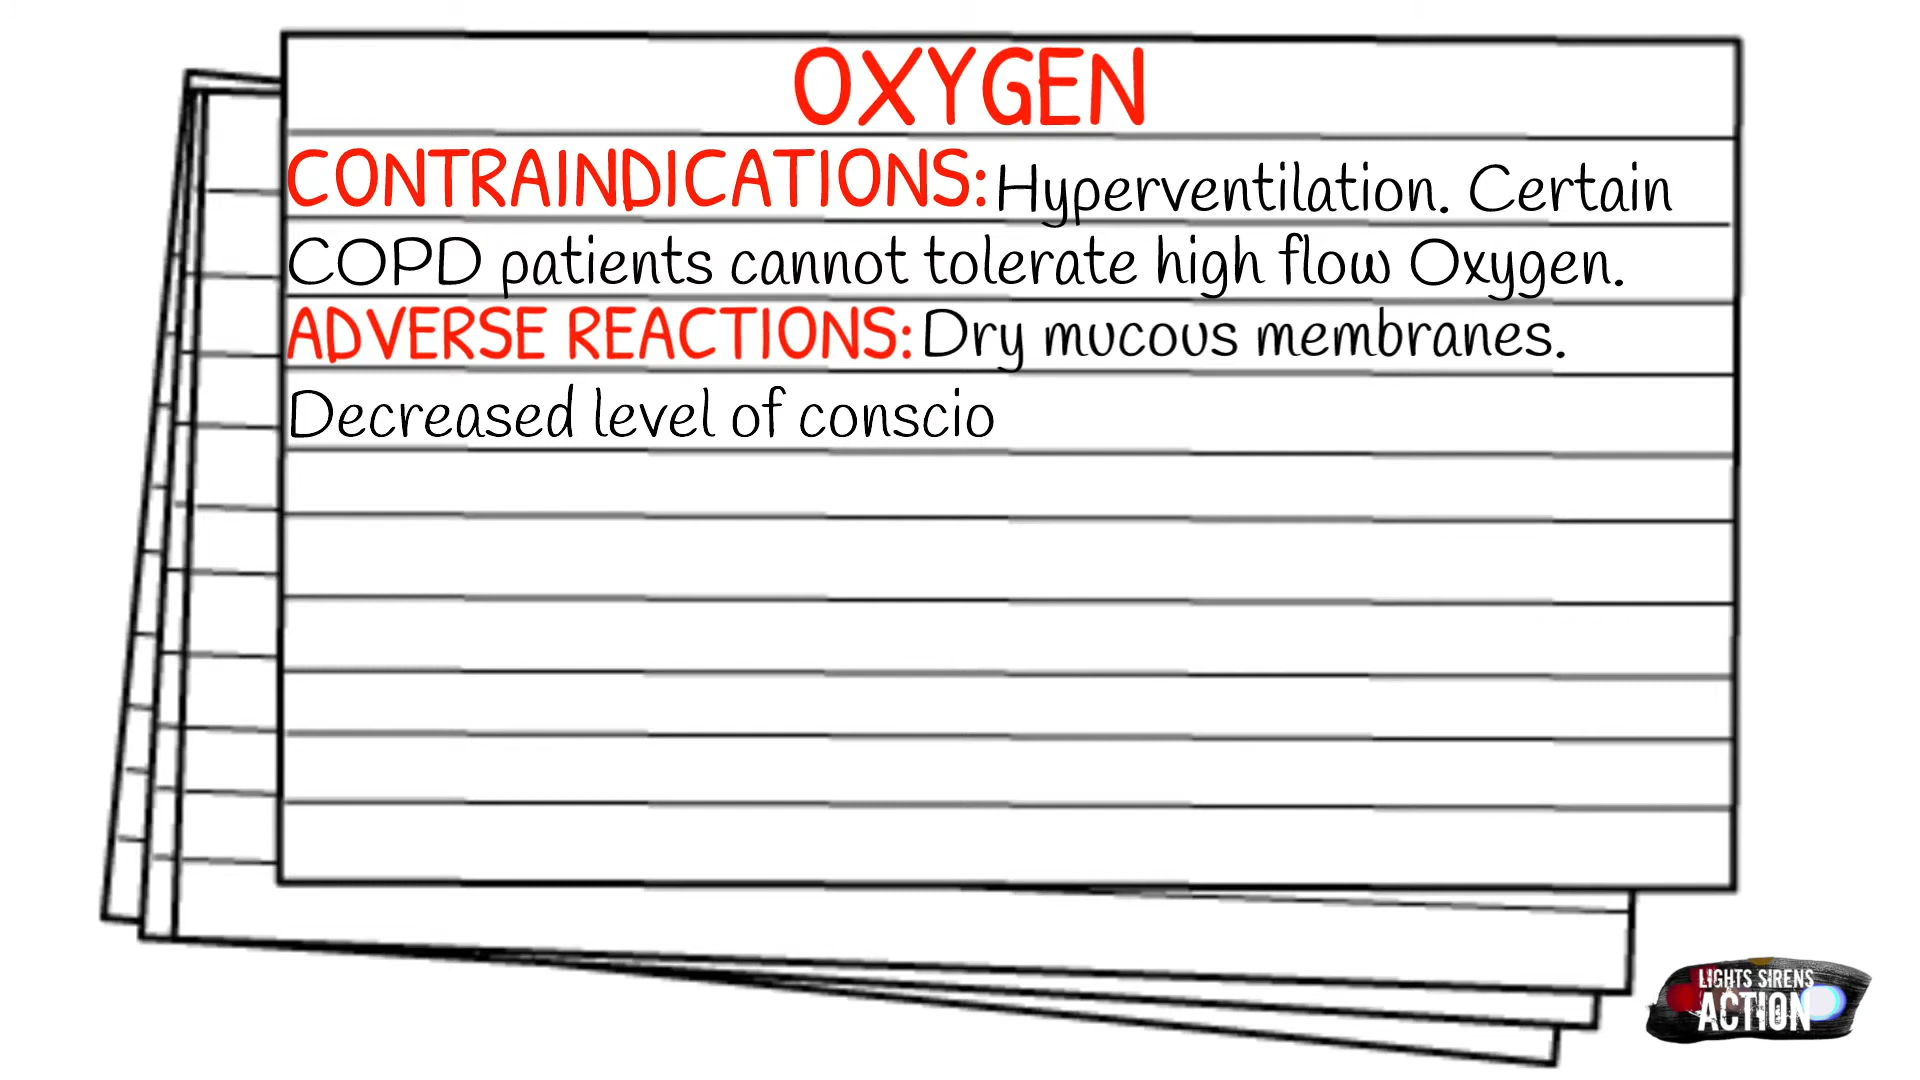 OXYGEN
CONTRAINDICATIONS: Hyperventilation. Certain
COPD patients cannot tolerate high flow Oxygen.
ADVERSE REACTIONS: Dry mucous membranes.
Decreased level of conscio
LIGHTS SIRENS
ACTION